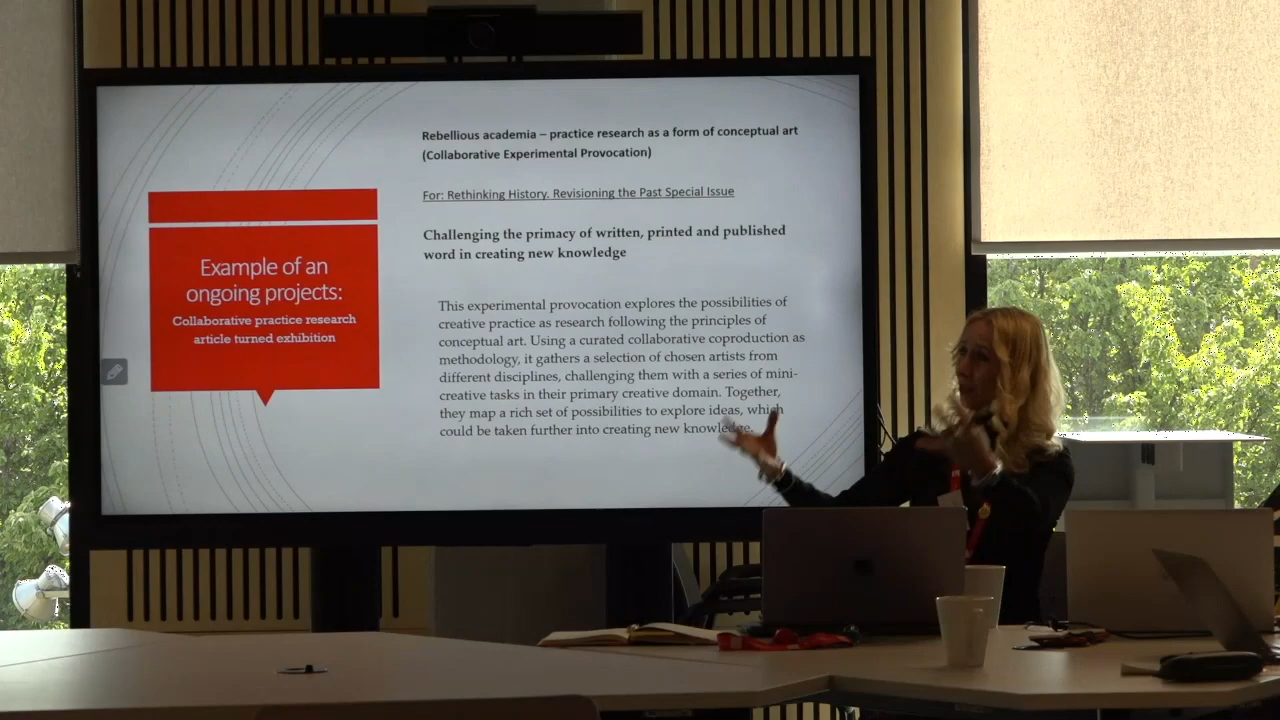 Rebellious academia – practice research as a form of conceptual art
(Collaborative Experimental Provocation)
For: Rethinking History. Revisioning the Past Special Issue
Challenging the primacy of written, printed and published
word in creating new knowledge
Example of an
ongoing projects:
Collaborative practice research
article turned exhibition
This experimental provocation explores the possibilities of
creative practice as research following the principles of
conceptual art. Using a curated collaborative coproduction as
methodology, it gathers a selection of chosen artists from
different disciplines, challenging them with a series of mini-
creative tasks in their primary creative domain. Together,
they map a rich set of possibilities to explore ideas, which
could be taken further into creating new knowledge.